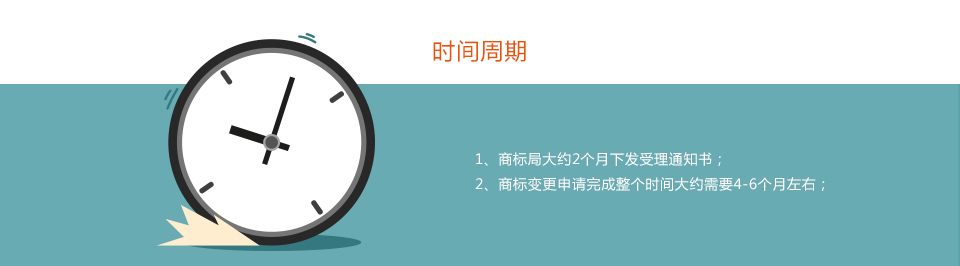 时间周期
1、商标局大约2个月下发受理通知书；
2、商标变更申请完成整个时间大约需要4-6个月左右；